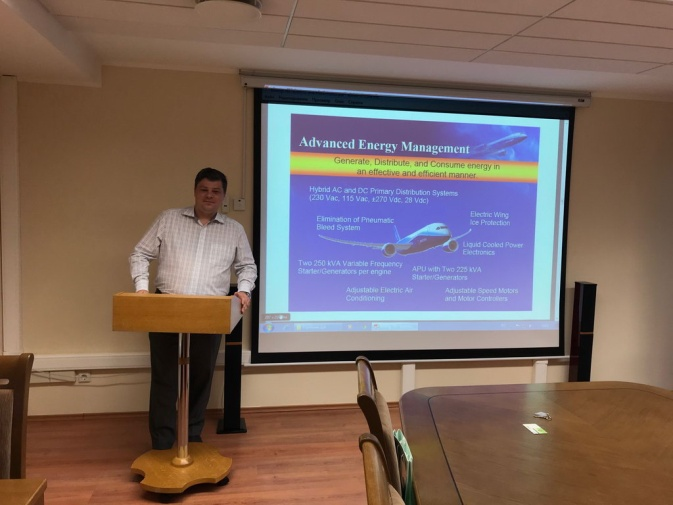 Advanced Energy Management
Generate, Distribute, and Consume energy in
an effective and efficient manner.
Hybrid AC and DC Primary Distribution Systems
(230 Vac, 115 Vac, ±270 Vdc, 28 Vdc)
Elimination of Pneumatic
Bleed System
Electric Wing
Ice Protection
Liquid Cooled Power
Electronics
Two 250 kVA Variable Frequency
Starter/Generators per engine
APU with Two 225 kVA
Starter/Generators
Adjustable Electric Air
Conditioning
Adjustable Speed Motors
and Motor Controllers